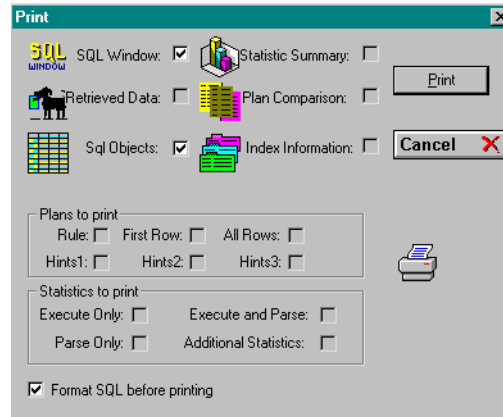 Print
SQL WINDOW SQL Window: Statistic Summary:
Print
Retrieved Data: Plan Comparison:
Sql Objects: Index Information: Cancel
Plans to print
Rule: First Row: All Rows:
Hints1: Hints2: Hints3:
Statistics to print
Execute Only: Execute and Parse:
Parse Only: Additional Statistics:
Format SQL before printing